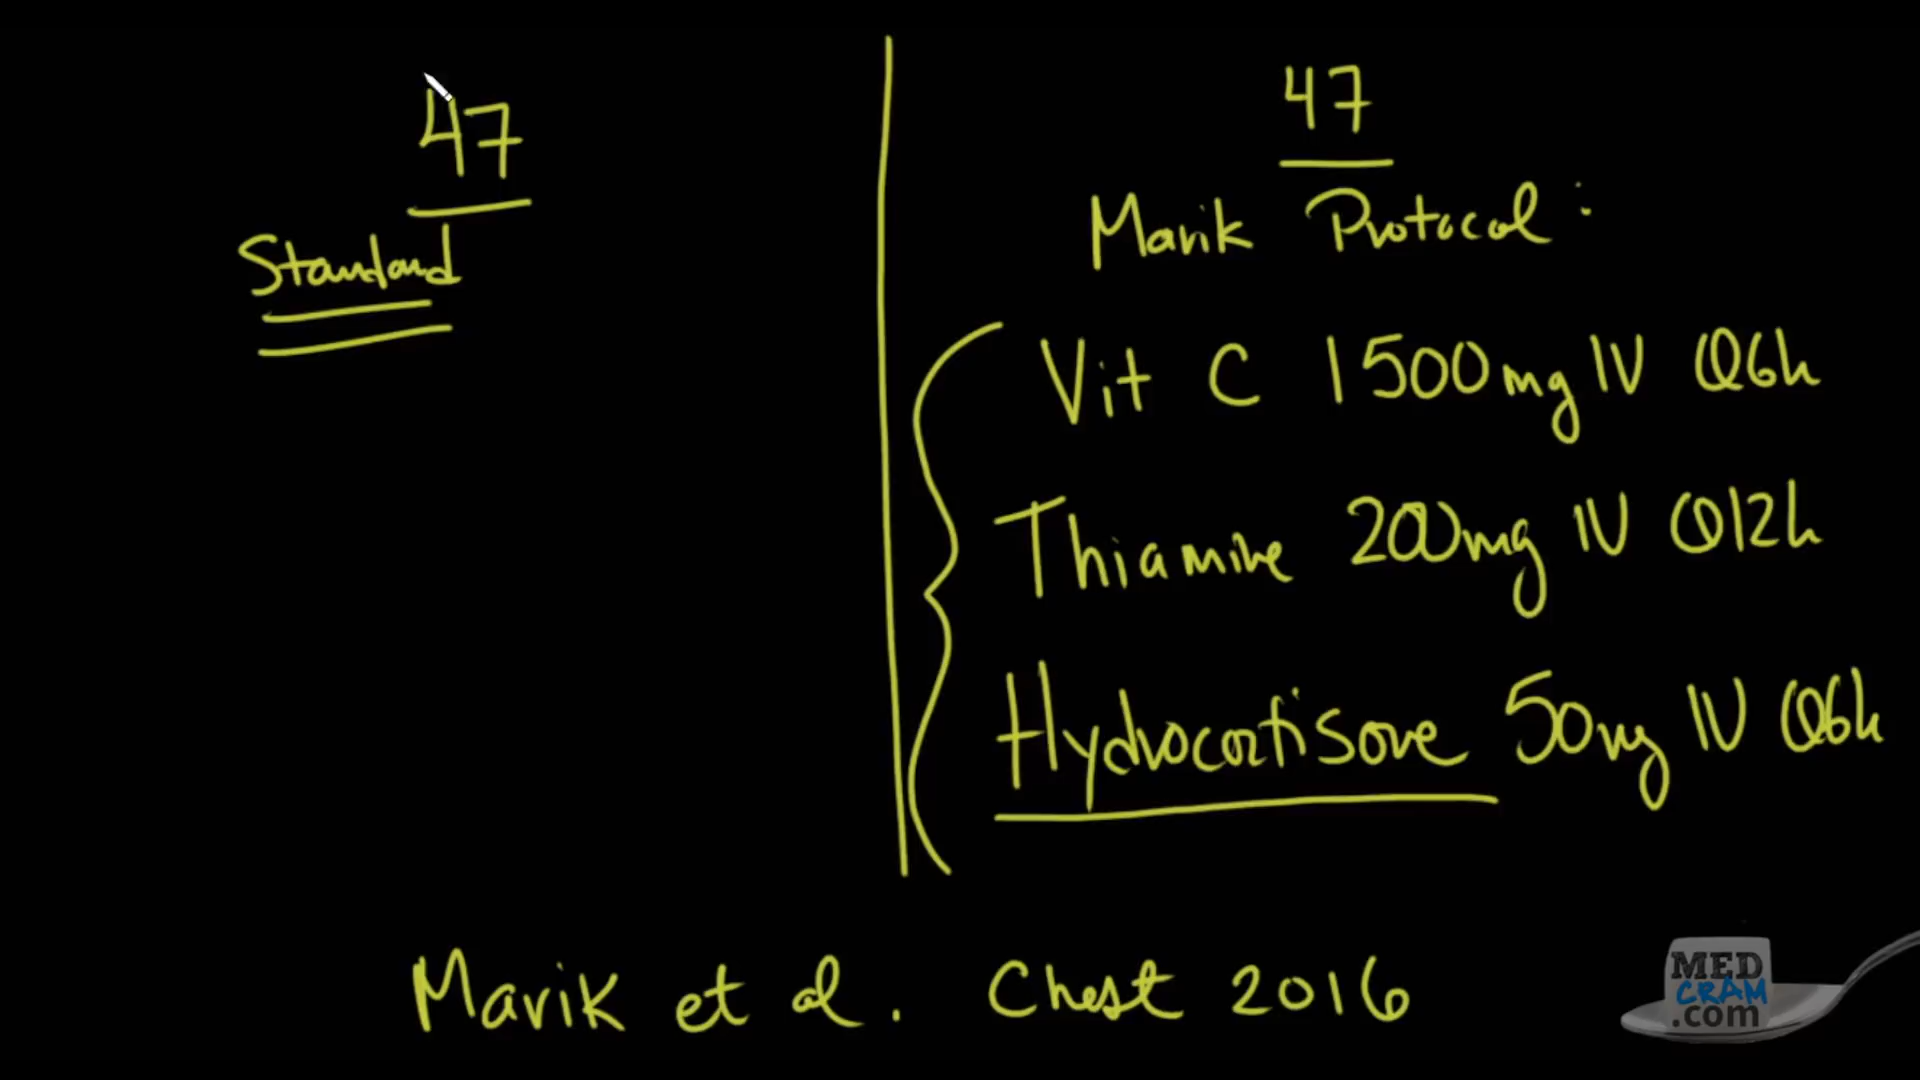 47
Standard
47
Marik Protocol:
Vit C 1500mg IV Q6h
Thiamine 200mg IV Q12h
Hydrocortisone 50mg IV Q6h
Marik et al. Chest 2016
MED
CRAM
.com